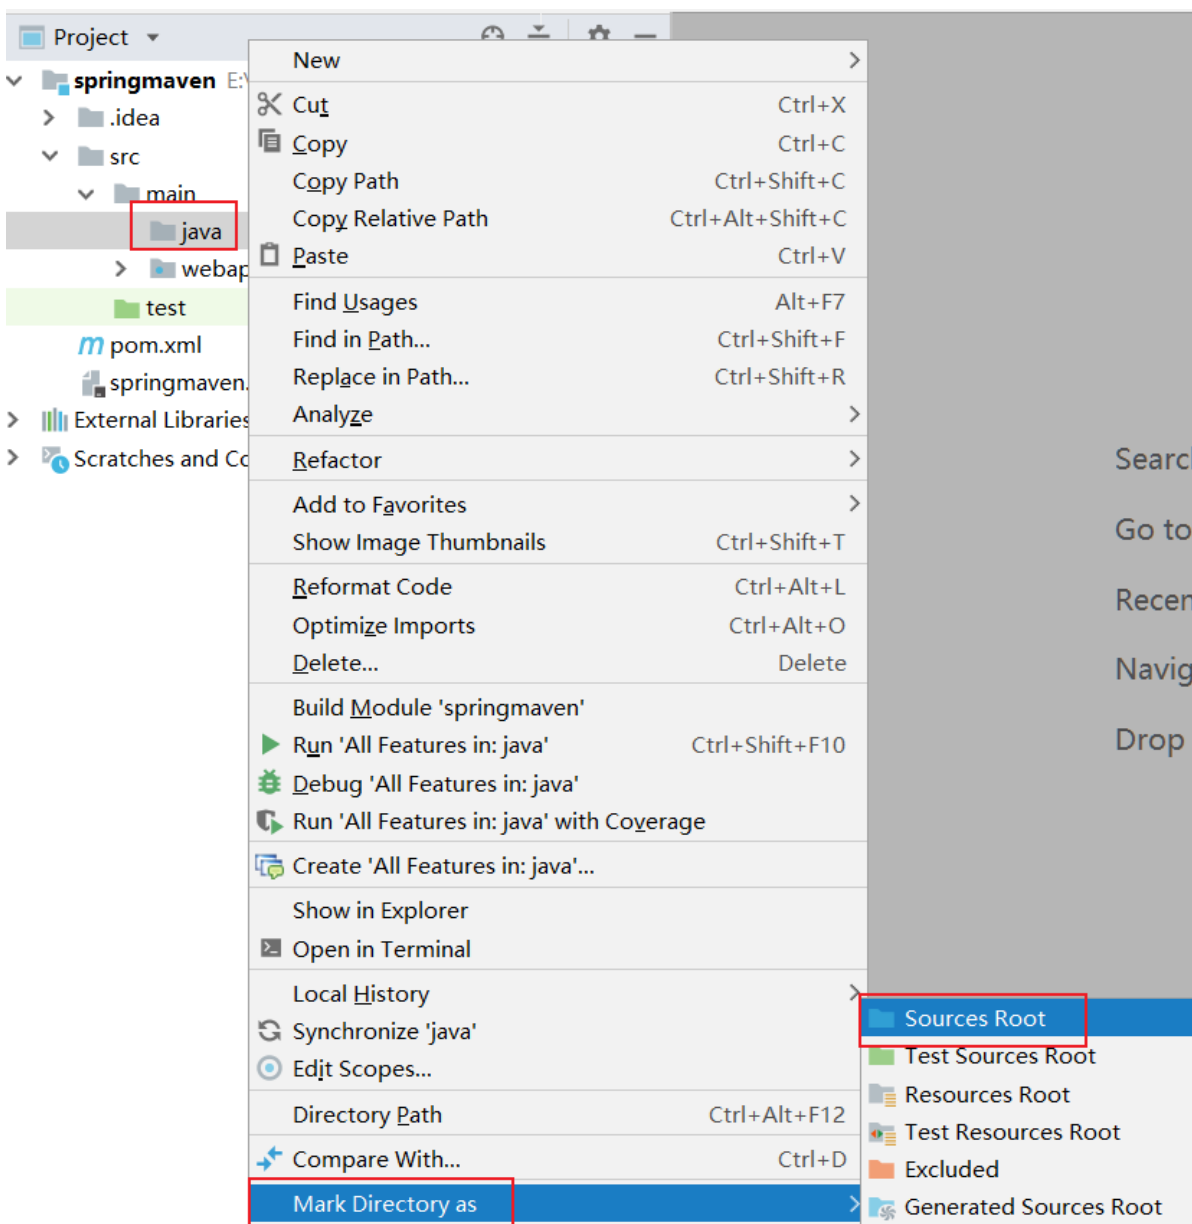 Project
springmaven
.idea
src
main
java
test
pom.xml
springmaven.
External Libraries
Scratches and
New
Cut Ctrl+X
Copy Ctrl+C
Copy Path Ctrl+Shift+C
Copy Relative Path Ctrl+Alt+Shift+C
Paste Ctrl+V
Find Usages Alt+F7
Find in Path... Ctrl+Shift+F
Replace in Path... Ctrl+Shift+R
Analyze
Refactor
Add to Favorites
Show Image Thumbnails Ctrl+Shift+T
Reformat Code Ctrl+Alt+L
Optimize Imports Ctrl+Alt+O
Delete... Delete
Build Module 'springmaven'
Run 'All Features in: java' Ctrl+Shift+F10
Debug 'All Features in: java'
Run 'All Features in: java' with Coverage
Create 'All Features in: java'...
Show in Explorer
Open in Terminal
Local History
Synchronize 'java'
Edit Scopes...
Directory Path Ctrl+Alt+F12
Compare With... Ctrl+D
Mark Directory as
Sources Root
Test Sources Root
Resources Root
Test Resources Root
Excluded
Generated Sources Root
Go to
Drop